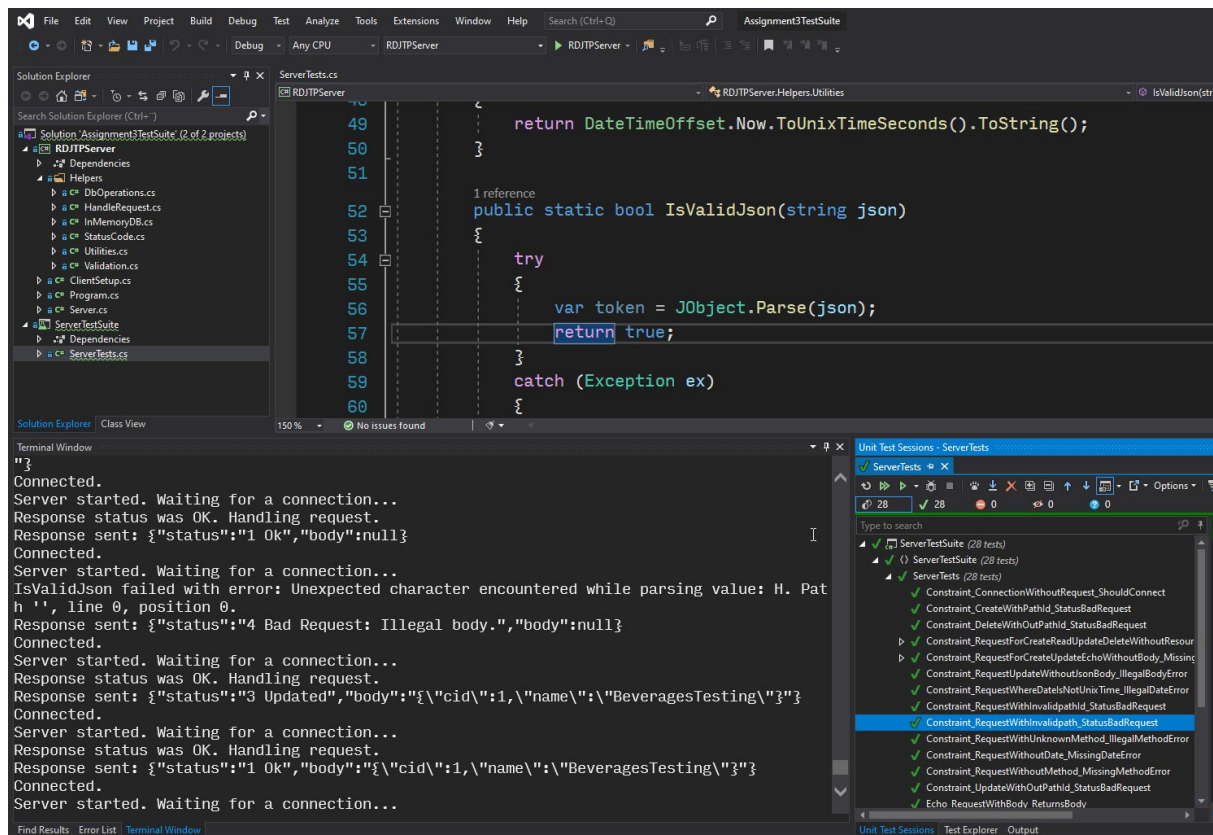 File Edit View Project Build Debug Test Analyze Tools Extensions Window Help Search (Ctrl+Q) Assignment3TestSuite
Debug Any CPU RDJTPServer RDJTPServer
Solution Explorer
Search Solution Explorer (Ctrl+¨)
Solution 'Assignment3TestSuite' (2 of 2 projects)
RDJTPServer
Dependencies
Helpers
C# DbOperations.cs
C# HandleRequest.cs
C# InMemoryDB.cs
C# StatusCode.cs
C# Utilities.cs
C# Validation.cs
C# ClientSetup.cs
C# Program.cs
C# Server.cs
ServerTestSuite
Dependencies
C# ServerTests.cs
Solution Explorer Class View
ServerTests.cs
RDJTPServer RDJTPServer.Helpers.Utilities IsValidJson(str
48 {
49 return DateTimeOffset.Now.ToUnixTimeSeconds().ToString();
50 }
51
1 reference
52 public static bool IsValidJson(string json)
53 {
54 try
55 {
56 var token = JObject.Parse(json);
57 return true;
58 }
59 catch (Exception ex)
60 {
150 % No issues found
Terminal Window
"}
Connected.
Server started. Waiting for a connection...
Response status was OK. Handling request.
Response sent: {"status":"1 Ok","body":null}
Connected.
Server started. Waiting for a connection...
IsValidJson failed with error: Unexpected character encountered while parsing value: H. Pat
h '', line 0, position 0.
Response sent: {"status":"4 Bad Request: Illegal body.","body":null}
Connected.
Server started. Waiting for a connection...
Response status was OK. Handling request.
Response sent: {"status":"3 Updated","body":"{\"cid\":1,\"name\":\"BeveragesTesting\"}"}
Connected.
Server started. Waiting for a connection...
Response status was OK. Handling request.
Response sent: {"status":"1 Ok","body":"{\"cid\":1,\"name\":\"BeveragesTesting\"}"}
Connected.
Server started. Waiting for a connection...
Find Results Error List Terminal Window
Unit Test Sessions - ServerTests
ServerTests
Options
28 28 0 0 0
Type to search
ServerTestSuite (28 tests)
ServerTestSuite (28 tests)
ServerTests (28 tests)
Constraint_ConnectionWithoutRequest_ShouldConnect
Constraint_CreateWithPathId_StatusBadRequest
Constraint_DeleteWithOutPathId_StatusBadRequest
Constraint_RequestForCreateReadUpdateDeleteWithoutResour
Constraint_RequestForCreateUpdateEchoWithoutBody_Missing
Constraint_RequestUpdateWithoutJsonBody_IllegalBodyError
Constraint_RequestWhereDateIsNotUnixTime_IllegalDateError
Constraint_RequestWithInvalidpathId_StatusBadRequest
Constraint_RequestWithInvalidpath_StatusBadRequest
Constraint_RequestWithUnknownMethod_IllegalMethodError
Constraint_RequestWithoutDate_MissingDateError
Constraint_RequestWithoutMethod_MissingMethodError
Constraint_UpdateWithOutPathId_StatusBadRequest
Echo_RequestWithBody_ReturnsBody
Unit Test Sessions Test Explorer Output